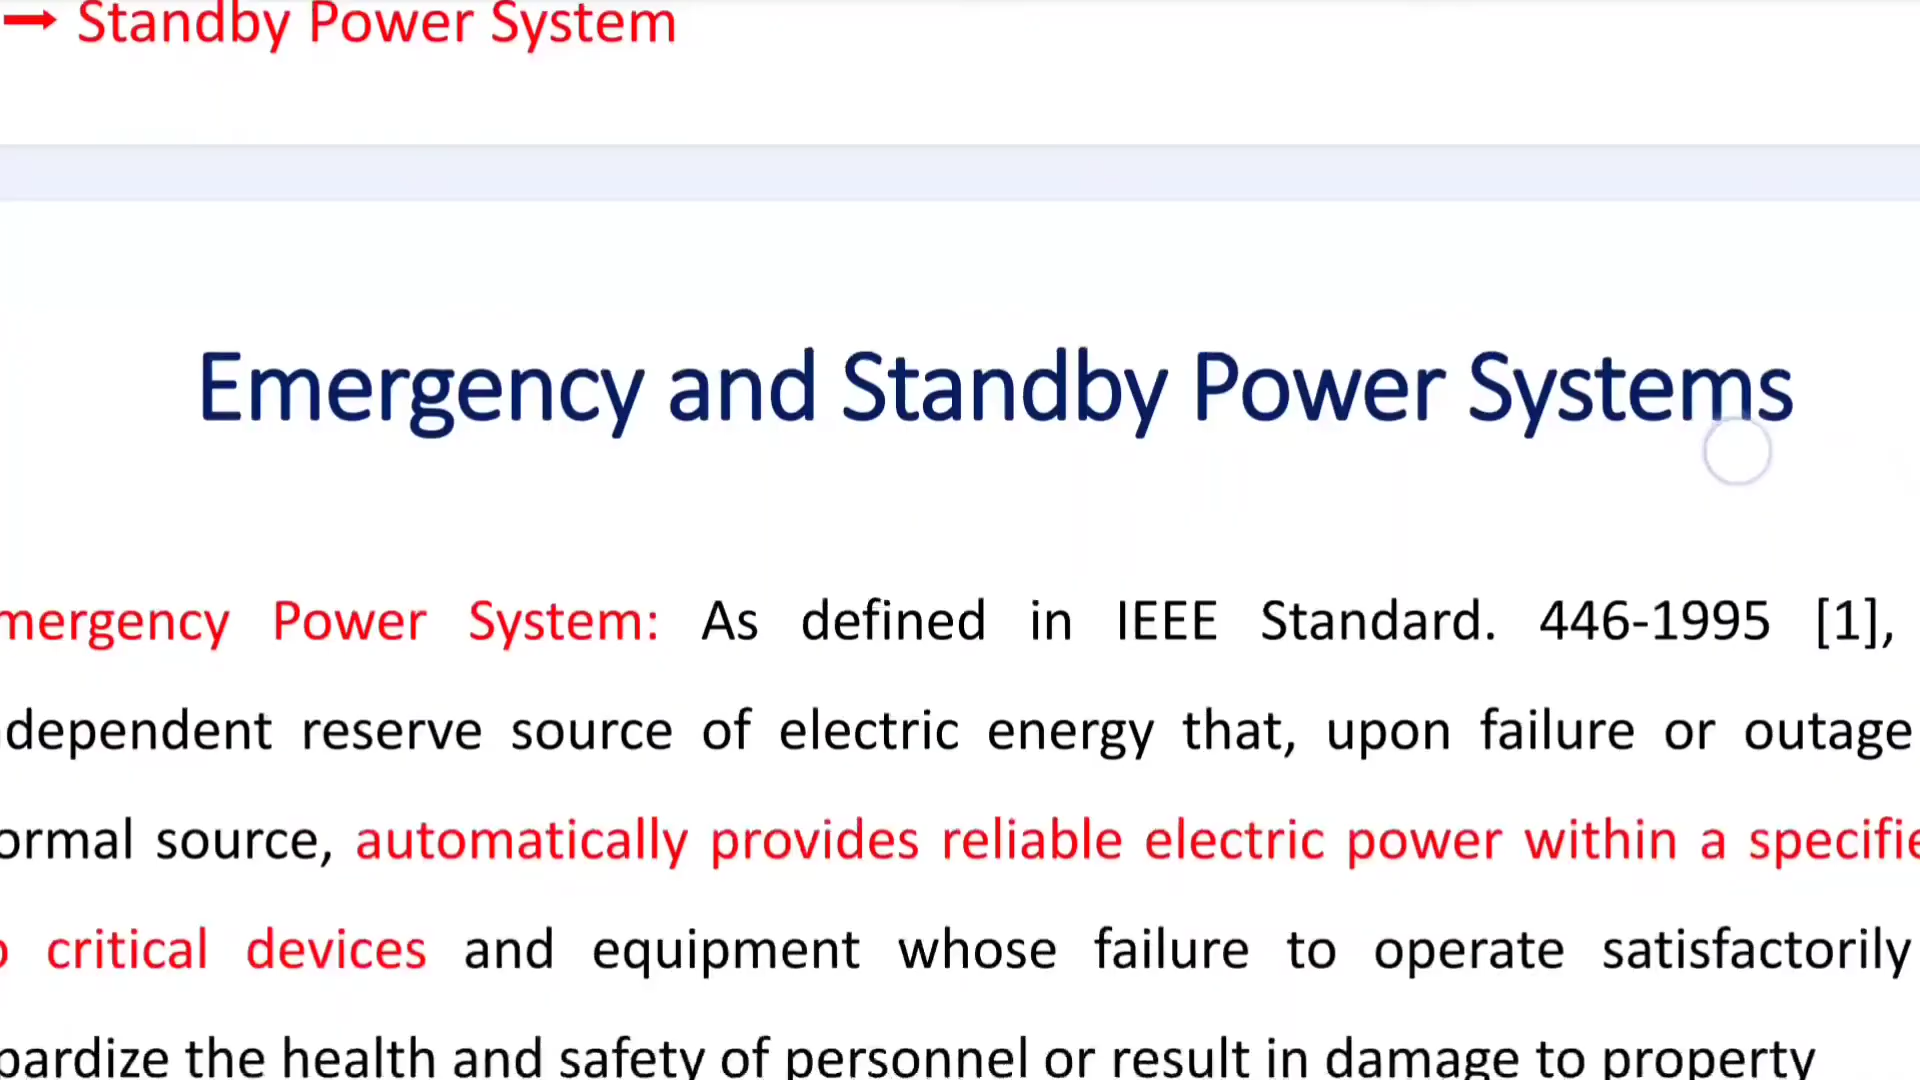 → Standby Power System
Emergency and Standby Power Systems
mergency Power System: As defined in IEEE Standard. 446-1995 [1],
dependent reserve source of electric energy that, upon failure or outage
ormal source, automatically provides reliable electric power within a specifie
critical devices and equipment whose failure to operate satisfactorily
pardize the health and safety of personnel or result in damage to property